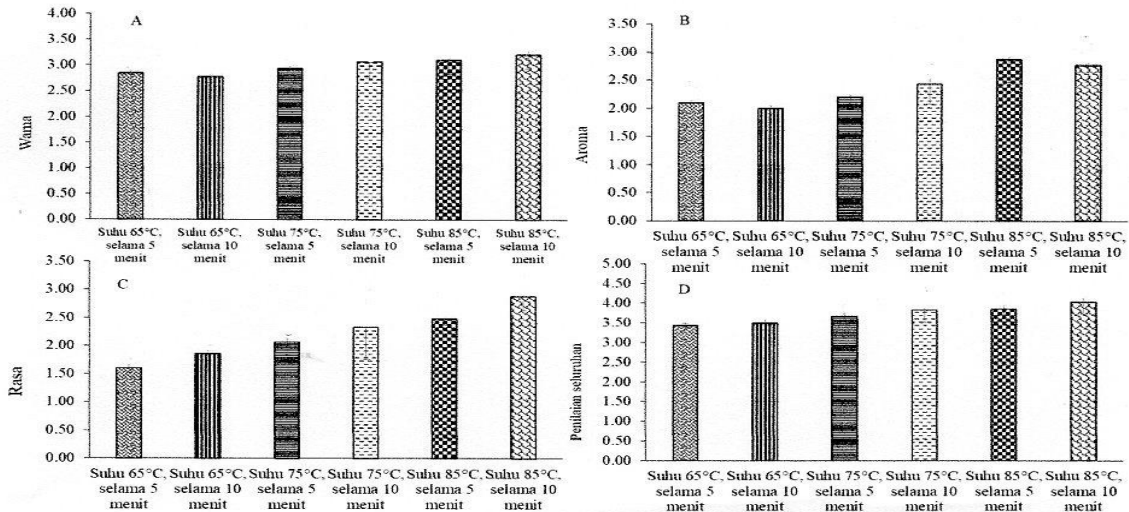 A
4.00
3.50
3.00
2.50
2.00
1.50
1.00
0.50
0.00
Warna
Suhu 65°C, Suhu 65°C, Suhu 75°C, Suhu 75°C, Suhu 85°C, Suhu 85°C,
selama 5 selama 10 selama 5 selama 10 selama 5 selama 10
menit menit menit menit menit menit
B
3.50
3.00
2.50
2.00
1.50
1.00
0.50
0.00
Aroma
Suhu 65°C, Suhu 65°C, Suhu 75°C, Suhu 75°C, Suhu 85°C, Suhu 85°C,
selama 5 selama 10 selama 5 selama 10 selama 5 selama 10
menit menit menit menit menit menit
C
3.50
3.00
2.50
2.00
1.50
1.00
0.50
0.00
Rasa
Suhu 65°C, Suhu 65°C, Suhu 75°C, Suhu 75°C, Suhu 85°C, Suhu 85°C,
selama 5 selama 10 selama 5 selama 10 selama 5 selama 10
menit menit menit menit menit menit
D
5.00
4.50
4.00
3.50
3.00
2.50
2.00
1.50
1.00
0.50
0.00
Penilaian seluruhan
Suhu 65°C, Suhu 65°C, Suhu 75°C, Suhu 75°C, Suhu 85°C, Suhu 85°C,
selama 5 selama 10 selama 5 selama 10 selama 5 selama 10
menit menit menit menit menit menit